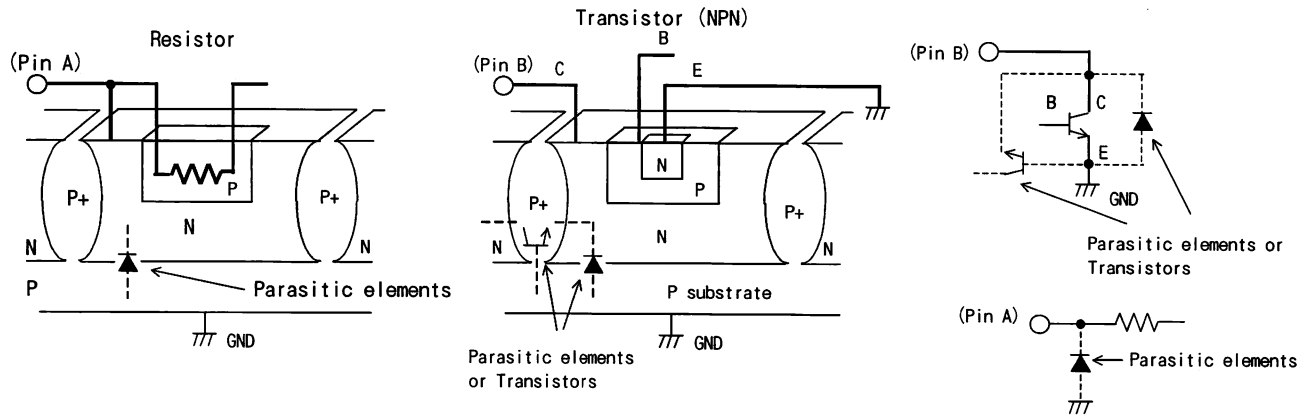 Resistor
(Pin A)
P+
P
N
P+
N
N
P
Parasitic elements
GND
Transistor (NPN)
B
(Pin B)
C
E
N
P
P+
N
P+
N
N
P substrate
GND
Parasitic elements
or Transistors
(Pin B)
B
C
E
GND
Parasitic elements or
Transistors
(Pin A)
Parasitic elements